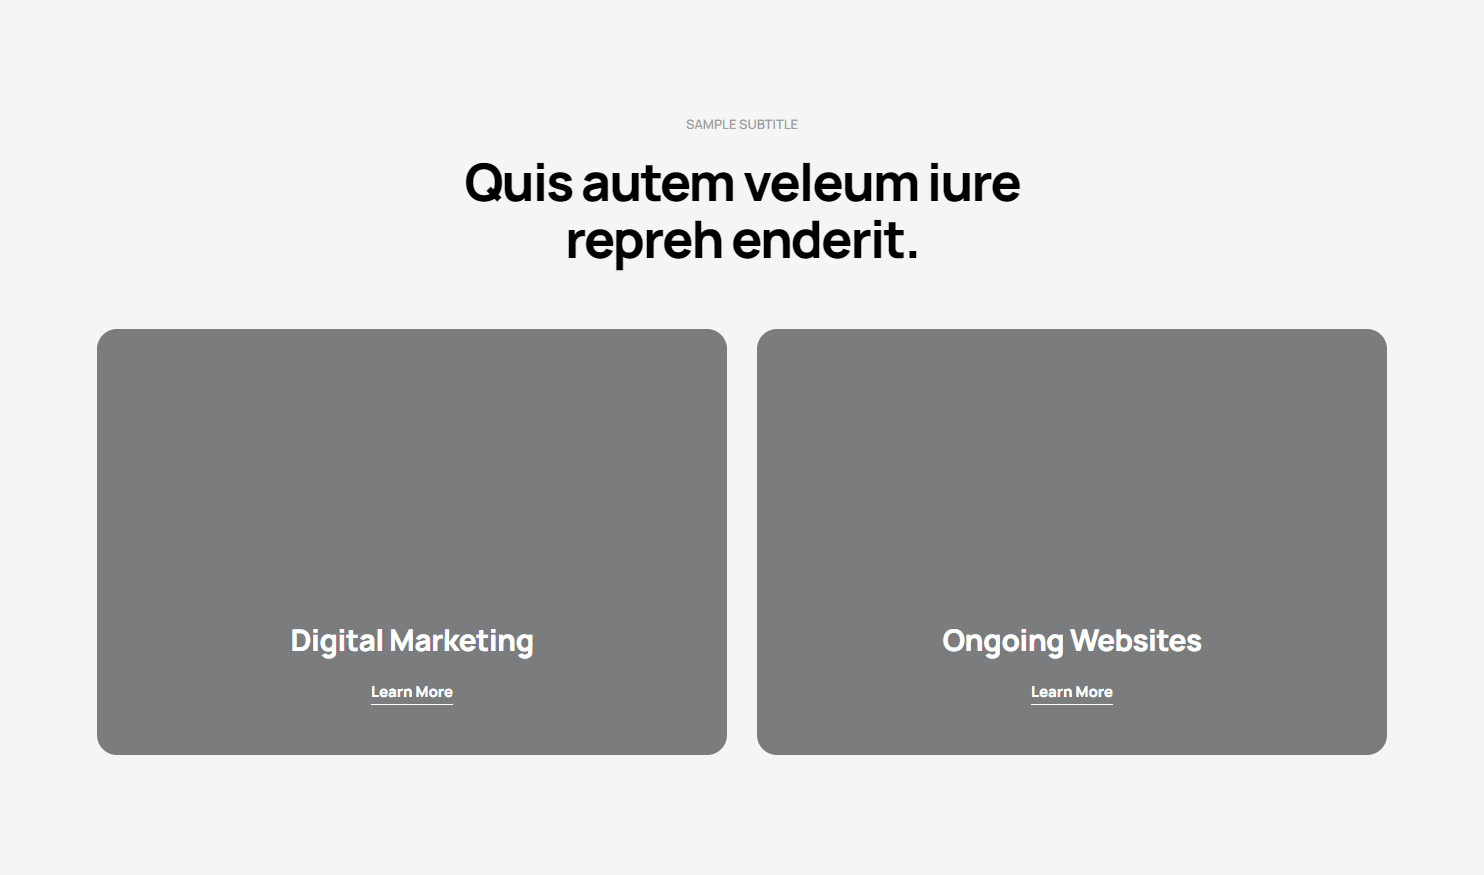 SAMPLE SUBTITLE
Quis autem veleum iure
repreh enderit.
Digital Marketing
Learn More
Ongoing Websites
Learn More